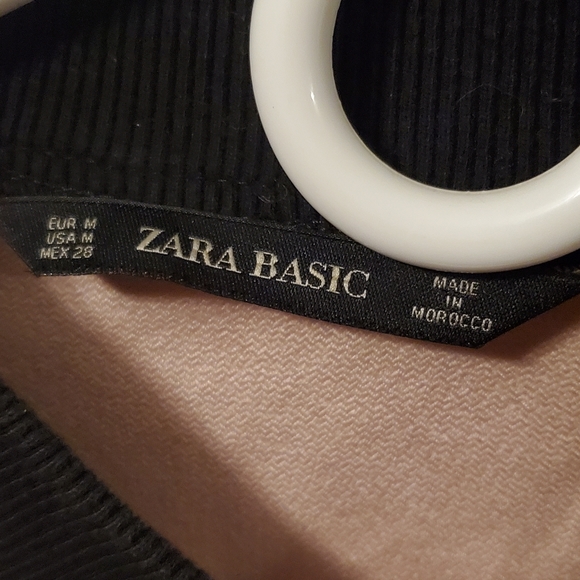 EUR M
USA M
MEX 28
ZARA BASIC
MADE
IN
MOROCCO